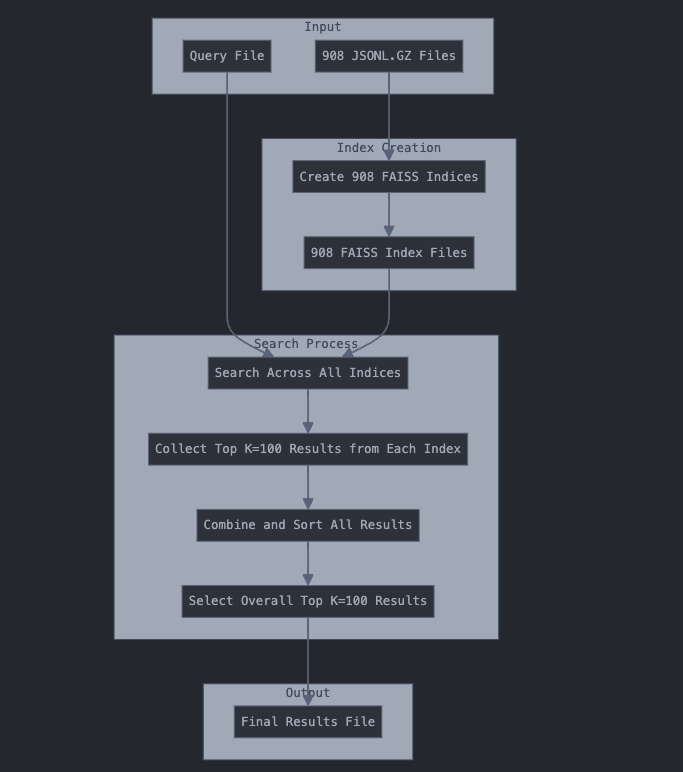 Input
Query File
908 JSONL.GZ Files
Index Creation
Create 908 FAISS Indices
908 FAISS Index Files
Search Process
Search Across All Indices
Collect Top K=100 Results from Each Index
Combine and Sort All Results
Select Overall Top K=100 Results
Output
Final Results File